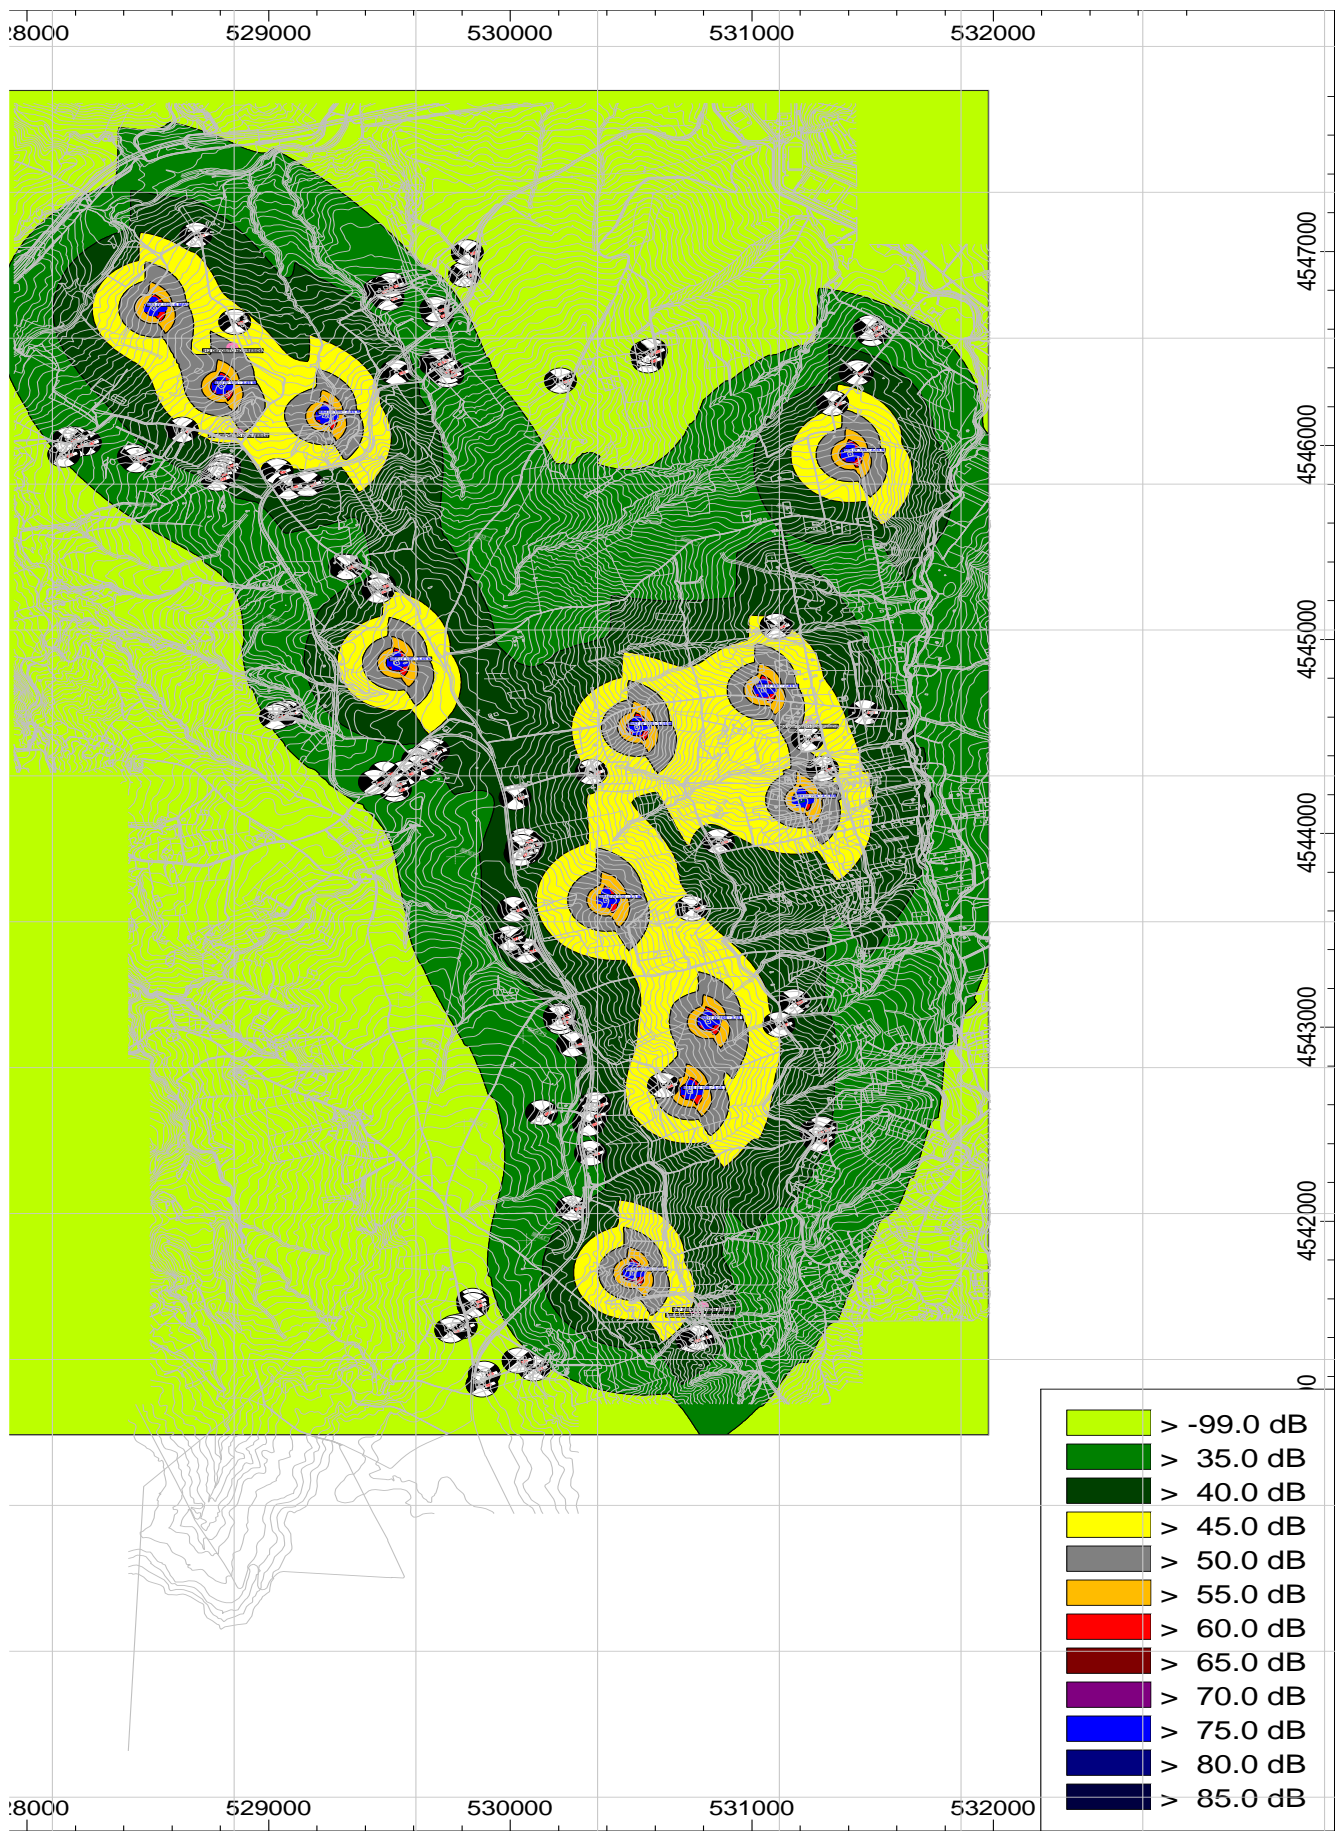 28000 529000 530000 531000 532000
4547000
4546000
4545000
4544000
4543000
4542000
00
> -99.0 dB
> 35.0 dB
> 40.0 dB
> 45.0 dB
> 50.0 dB
> 55.0 dB
> 60.0 dB
> 65.0 dB
> 70.0 dB
> 75.0 dB
> 80.0 dB
> 85.0 dB
28000 529000 530000 531000 532000